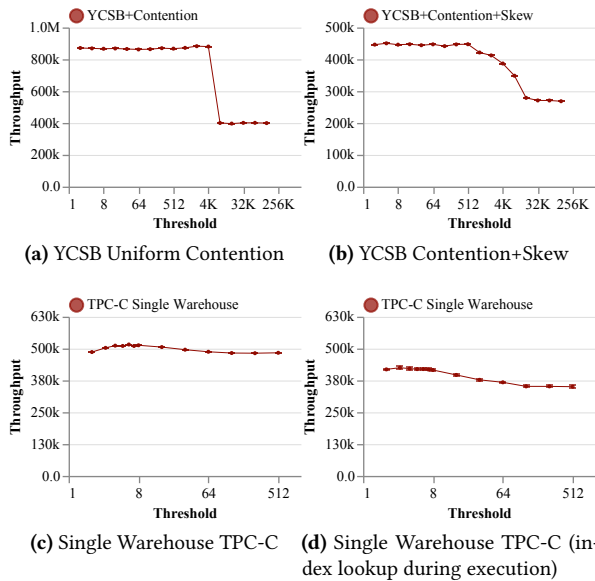 YCSB+Contention
1.0M
800k
600k
400k
200k
0.0
Throughput
1 8 64 512 4K 32K 256K
Threshold
(a) YCSB Uniform Contention
YCSB+Contention+Skew
500k
400k
300k
200k
100k
0.0
Throughput
1 8 64 512 4K 32K 256K
Threshold
(b) YCSB Contention+Skew
TPC-C Single Warehouse
630k
500k
380k
250k
130k
0.0
Throughput
1 8 64 512
Threshold
(c) Single Warehouse TPC-C
TPC-C Single Warehouse
630k
500k
380k
250k
130k
0.0
Throughput
1 8 64 512
Threshold
(d) Single Warehouse TPC-C (in-
dex lookup during execution)